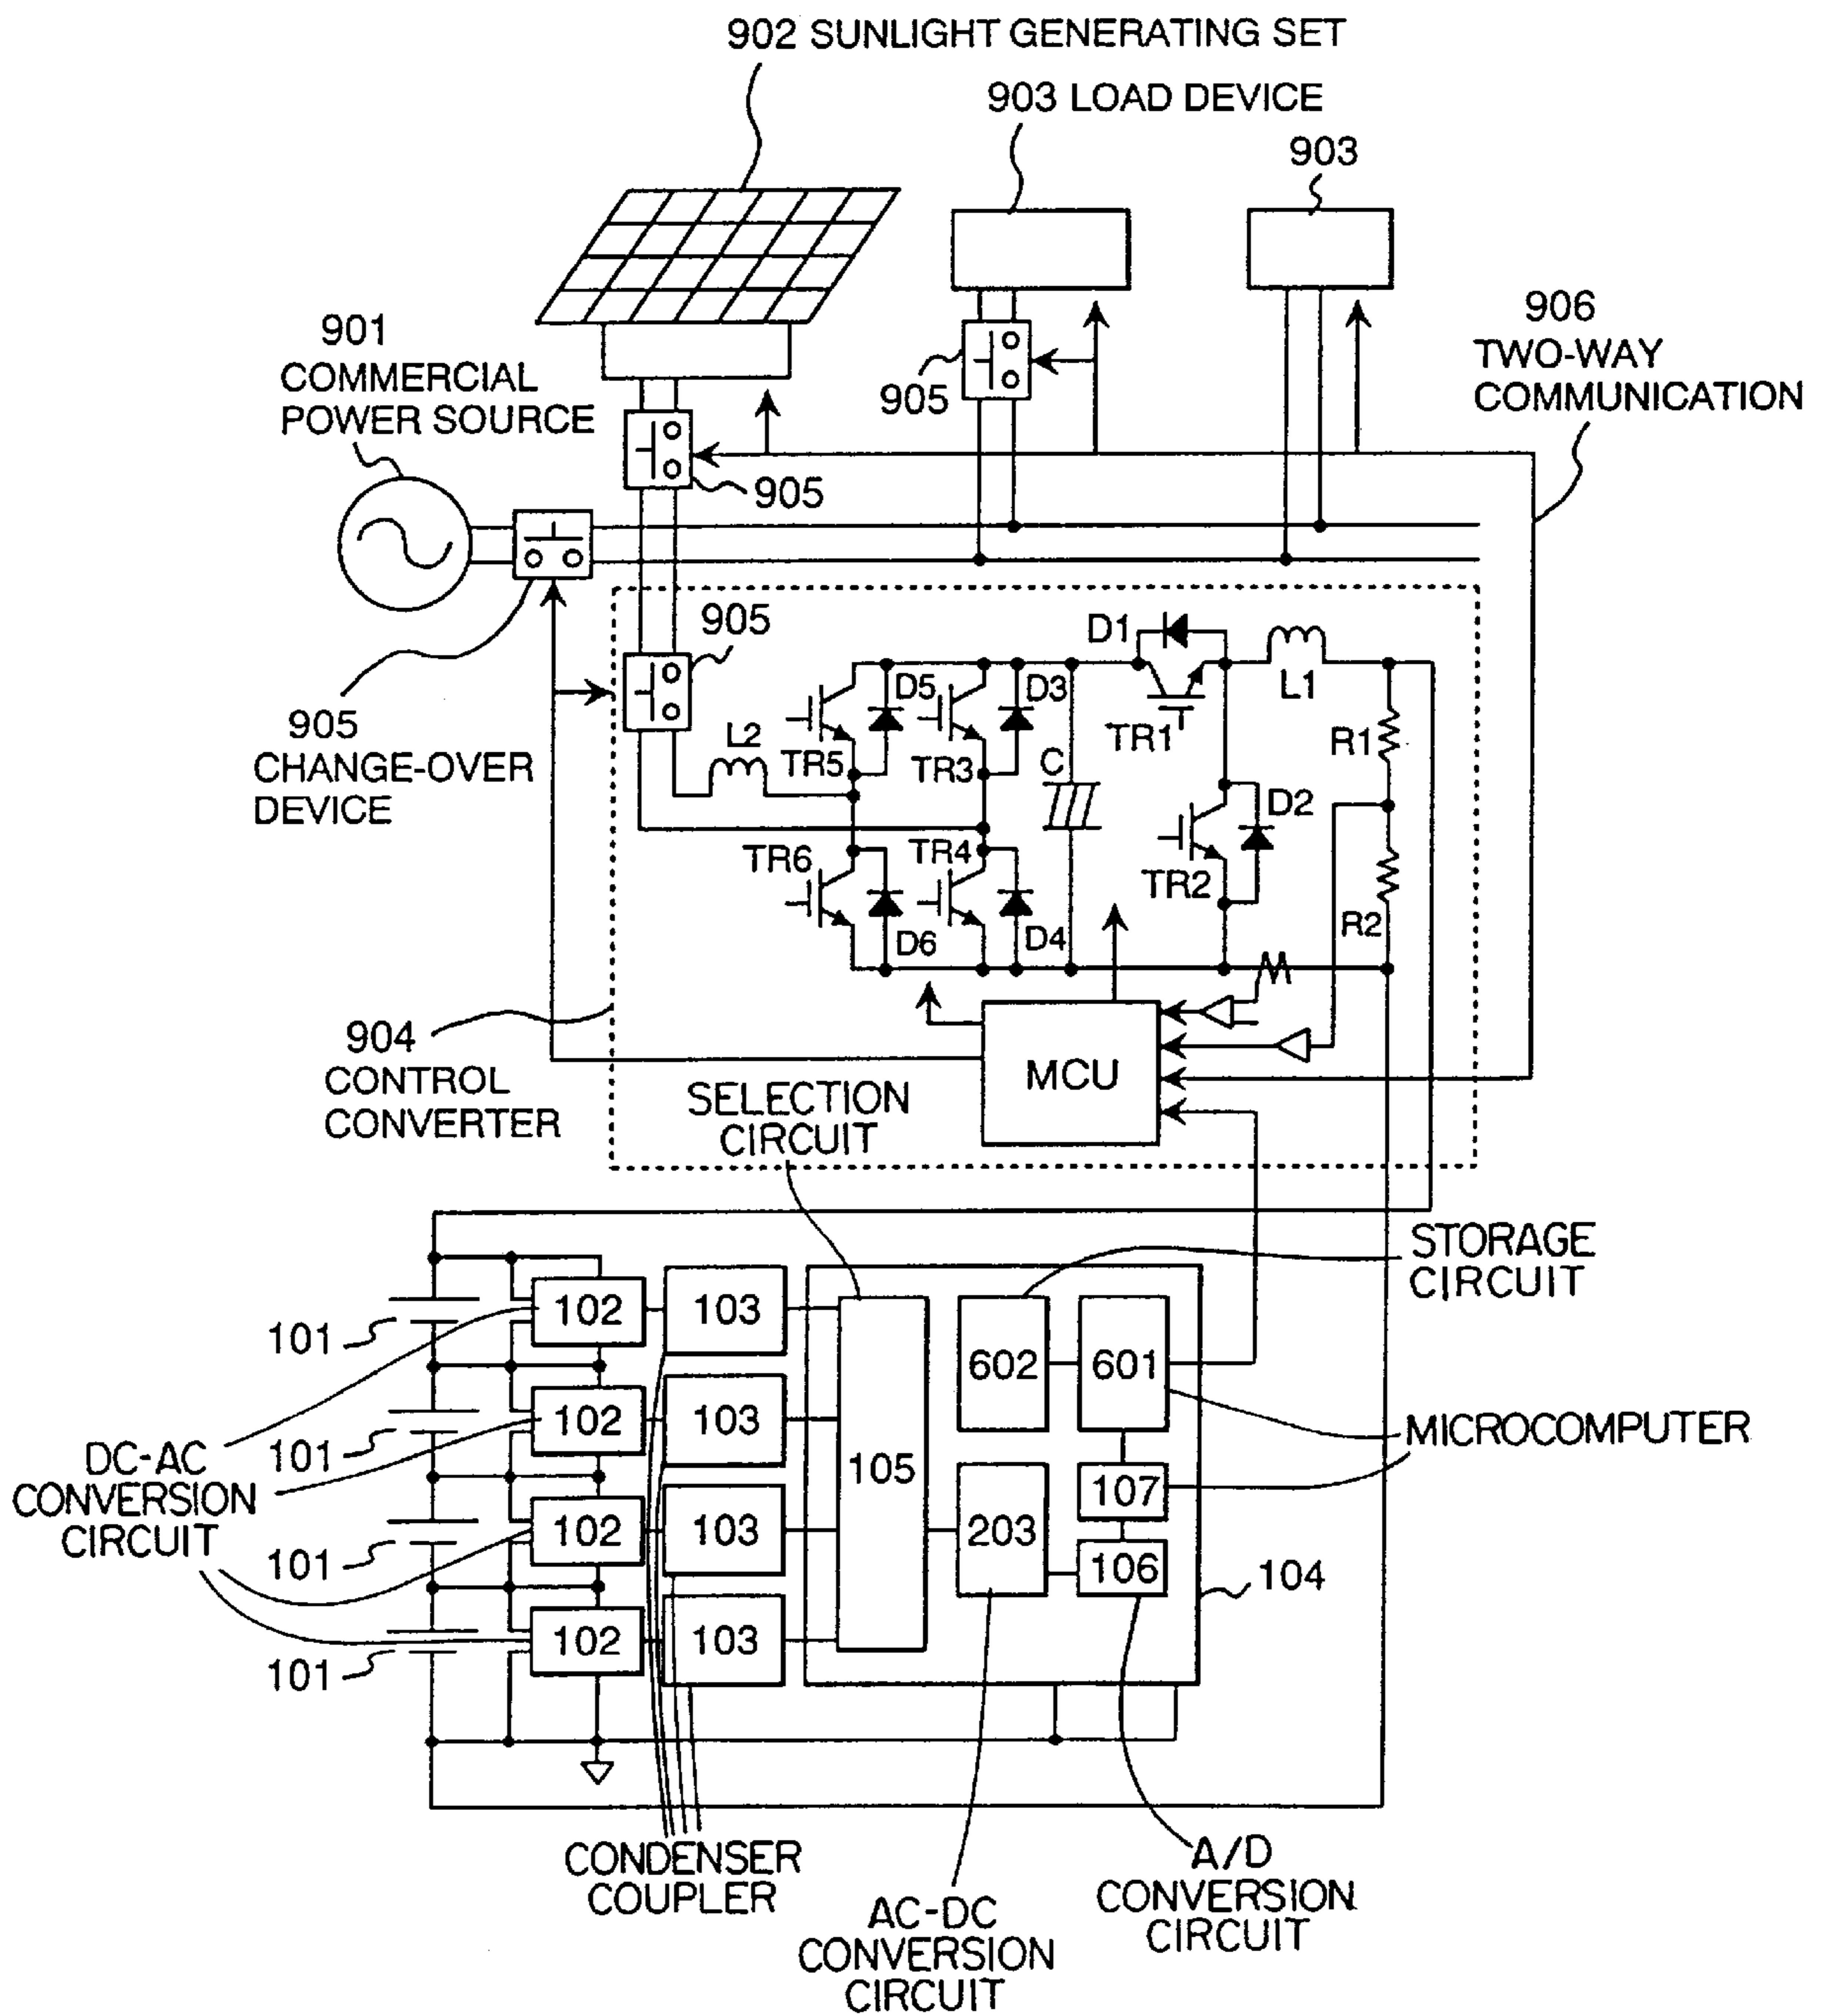 902 SUNLIGHT GENERATING SET
903 LOAD DEVICE
903
906
TWO-WAY
COMMUNICATION
901
COMMERCIAL
POWER SOURCE
905
905
905
905
CHANGE-OVER
DEVICE
D1
L1
TR1
D5
D3
L2
TR5
TR3
C
R1
D2
TR6
TR4
TR2
R2
D6
D4
904
CONTROL
CONVERTER
MCU
SELECTION
CIRCUIT
STORAGE
CIRCUIT
101
102
103
602
601
MICROCOMPUTER
101
102
103
DC-AC
CONVERSION
CIRCUIT
105
107
101
102
103
203
106
104
101
102
103
CONDENSER
COUPLER
A/D
CONVERSION
CIRCUIT
AC-DC
CONVERSION
CIRCUIT